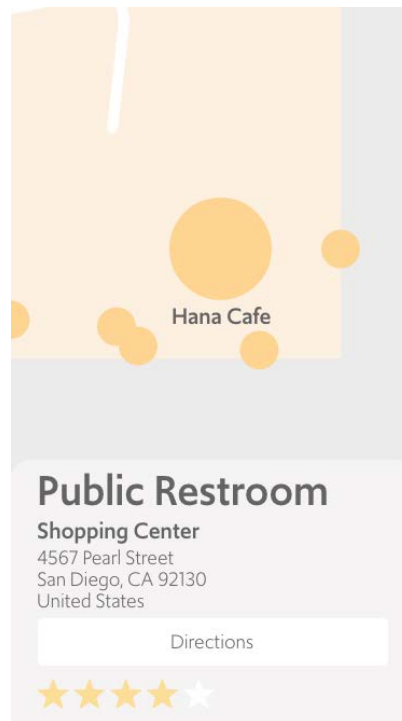 Hana Cafe
Public Restroom
Shopping Center
4567 Pearl Street
San Diego, CA 92130
United States
Directions